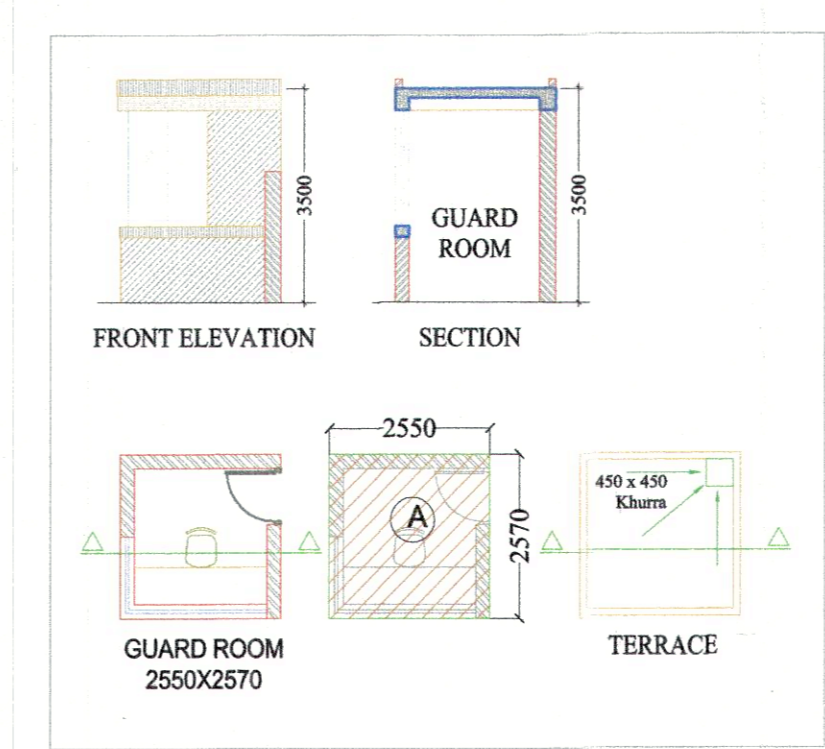 3500
3500
GUARD
ROOM
FRONT ELEVATION
SECTION
2550
A
2570
450 x 450
Khurra
GUARD ROOM
2550X2570
TERRACE